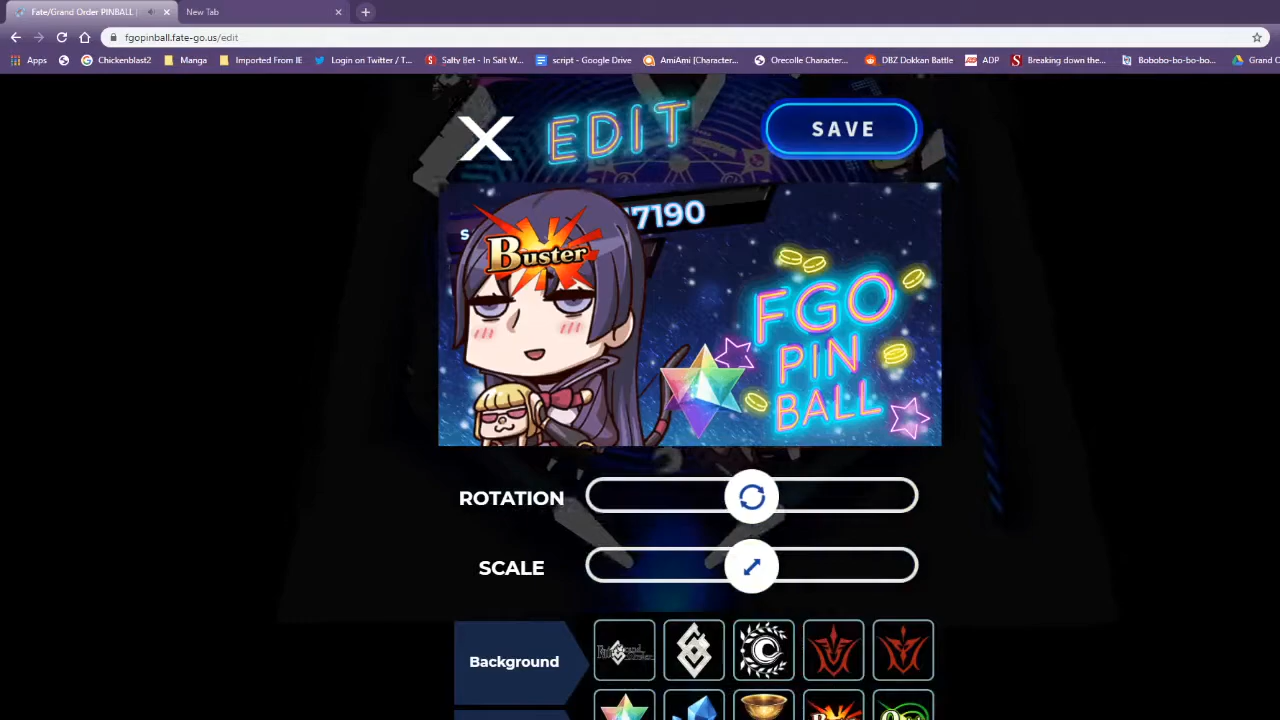 Fate/Grand Order PINBALL |
New Tab
fgopinball.fate-go.us/edit
Apps
Chickenblast2
Manga
Imported From IE
Login on Twitter / T...
Salty Bet - In Salt W...
script - Google Drive
AmiAmi [Character...
Orecolle Character...
DBZ Dokkan Battle
ADP
Breaking down the...
Bobobo-bo-bo-bo...
Grand C
EDIT
SAVE
S
17190
Buster
FGO
PIN
BALL
ROTATION
SCALE
Background